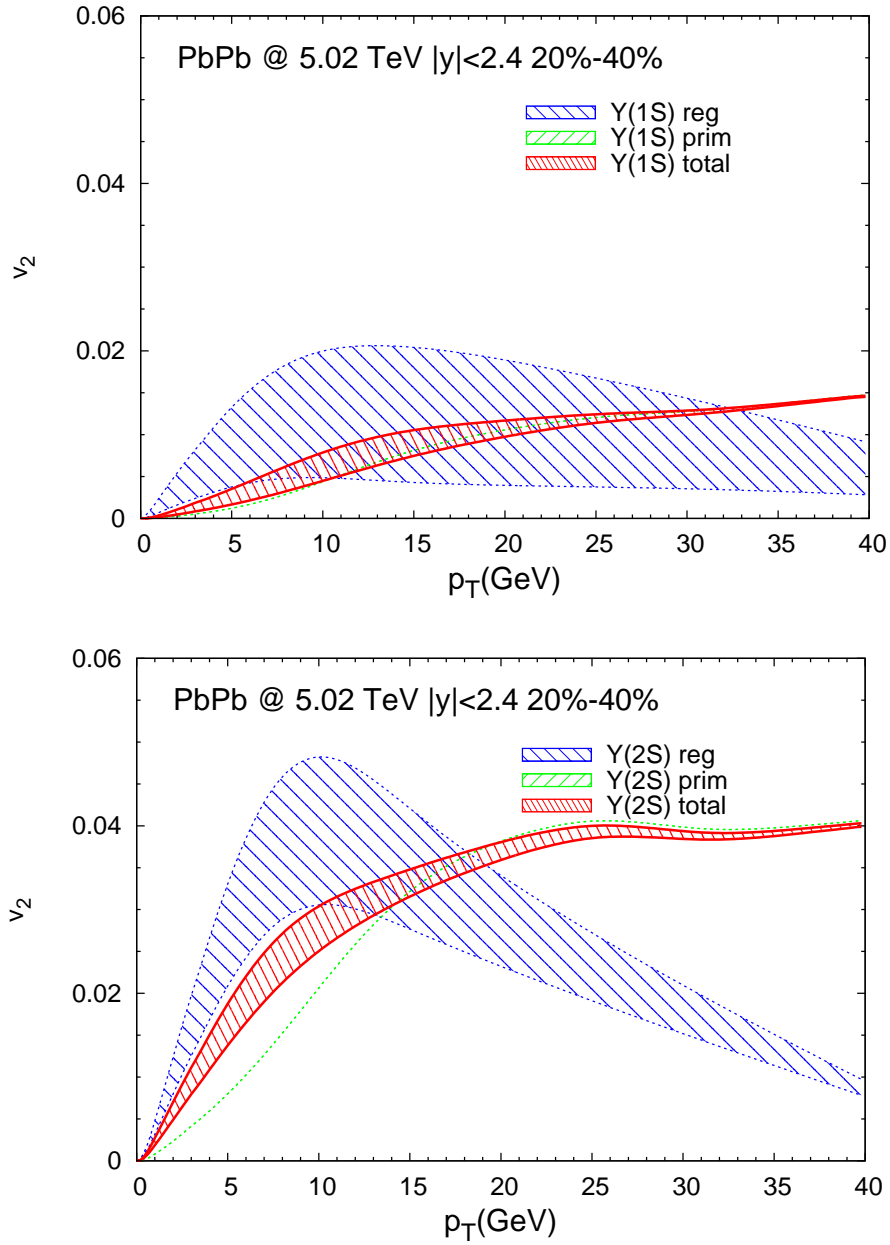 0.06
PbPb @ 5.02 TeV |y|<2.4 20%-40%
Y(1S) reg
Y(1S) prim
Y(1S) total
0.04
v2
0.02
0
0 5 10 15 20 25 30 35 40
pT(GeV)
0.06
PbPb @ 5.02 TeV |y|<2.4 20%-40%
Y(2S) reg
Y(2S) prim
Y(2S) total
0.04
v2
0.02
0
0 5 10 15 20 25 30 35 40
pT(GeV)